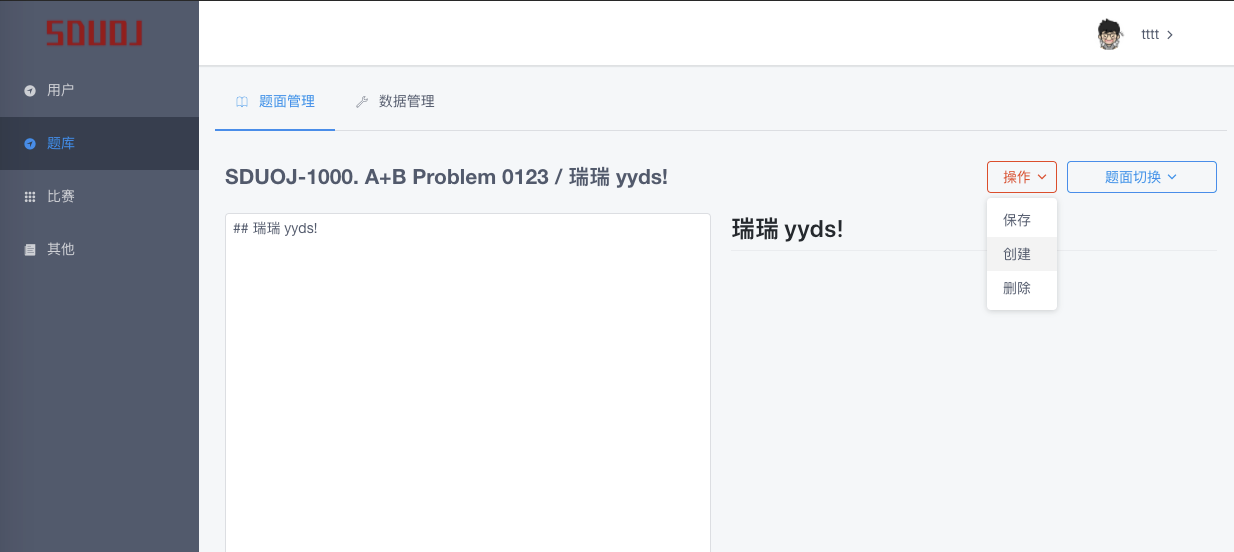 SDUOJ
tttt
用户
题库
比赛
其他
题面管理 数据管理
SDUOJ-1000. A+B Problem 0123 / 瑞瑞 yyds!
操作 题面切换
保存
创建
删除
## 瑞瑞 yyds!
瑞瑞 yyds!